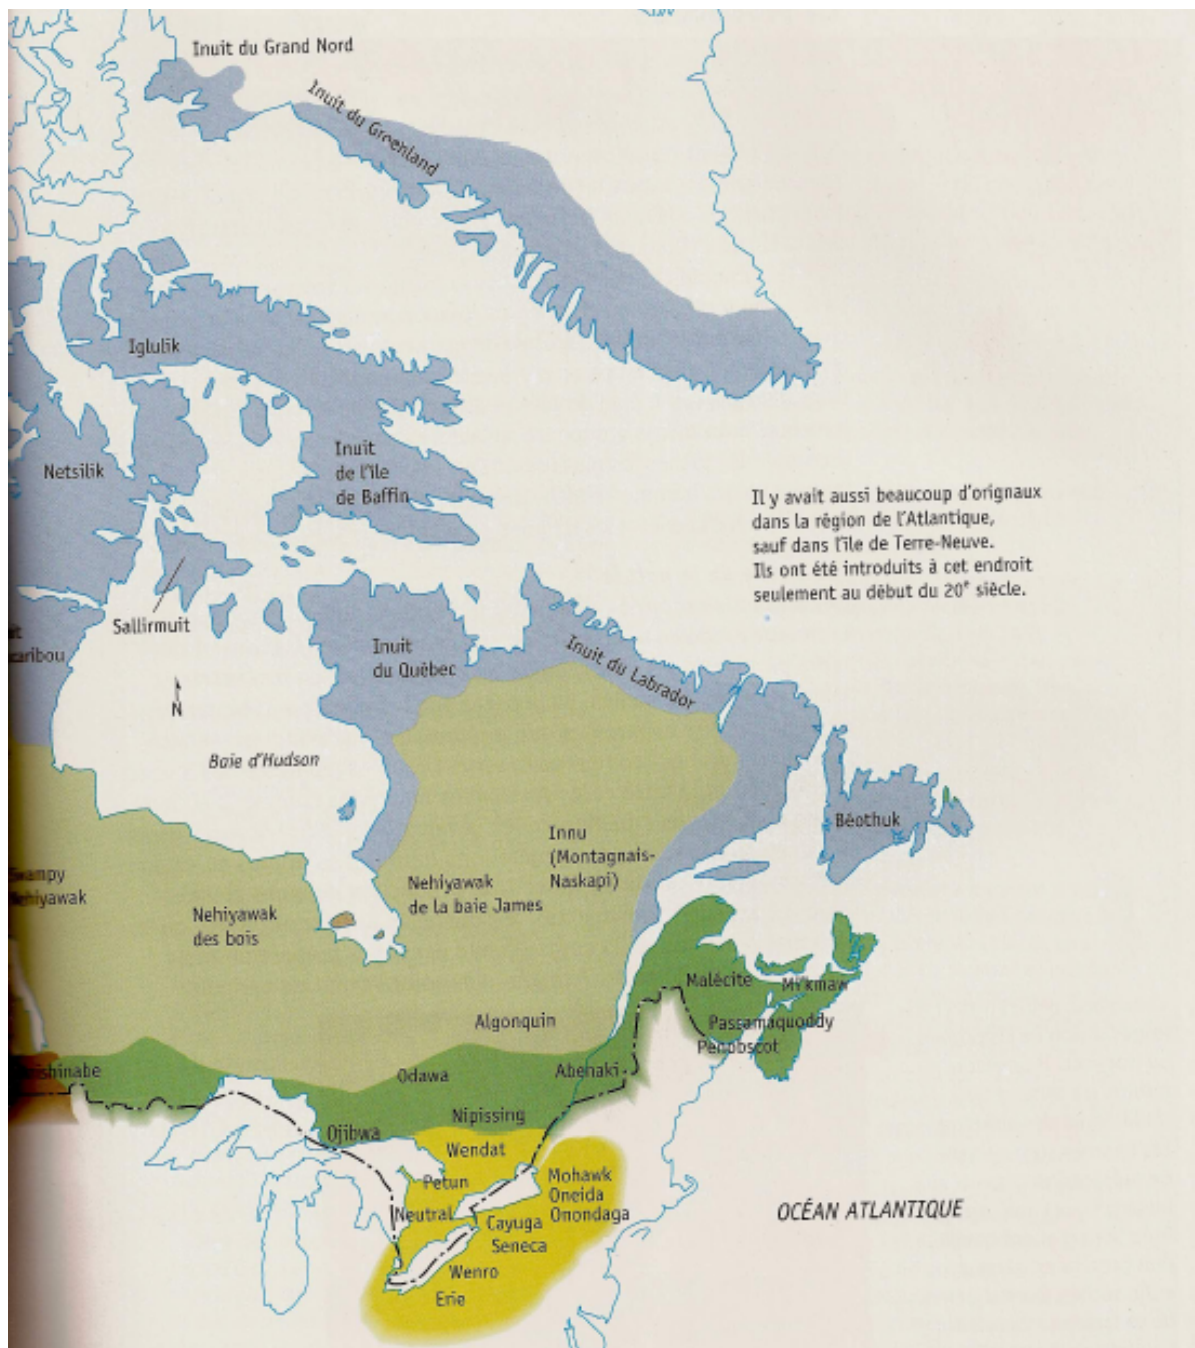 Inuit du Grand Nord
Inuit du Groenland
Iglulik
Inuit
de l'île
de Baffin
Netsilik
Il y avait aussi beaucoup d'orignaux
dans la région de l'Atlantique,
sauf dans l'île de Terre-Neuve.
Ils ont été introduits à cet endroit
seulement au début du 20e siècle.
Sallirmuit
caribou
Inuit
du Québec
Inuit du Labrador
N
Baie d'Hudson
Béothuk
Innu
(Montagnais-
Naskapi)
Swampy
Nehiyawak
Nehiyawak
de la baie James
Nehiyawak
des bois
Malécite
Mi'kmaw
Algonquin
Passamaquoddy
Penobscot
Odawa
Abenaki
Nipissing
Ojibwa
Wendat
Petun
Mohawk
Oneida
Onondaga
Neutral
Cayuga
Seneca
Wenro
Erie
OCÉAN ATLANTIQUE